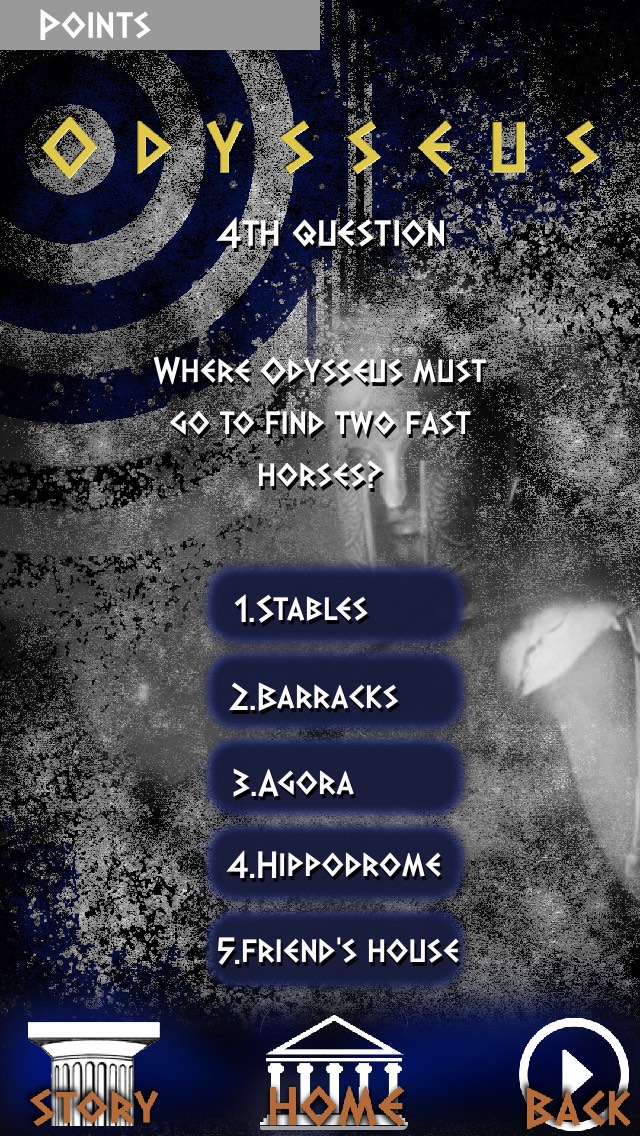 Points
Odysseus
4th question
Where Odysseus must
go to find two fast
horses?
1.Stables
2.Barracks
3.Agora
4.Hippodrome
5.friend's house
Story
Home
Back